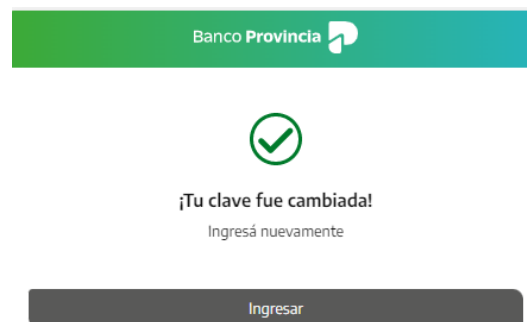 Banco Provincia
¡Tu clave fue cambiada!
Ingresá nuevamente
Ingresar